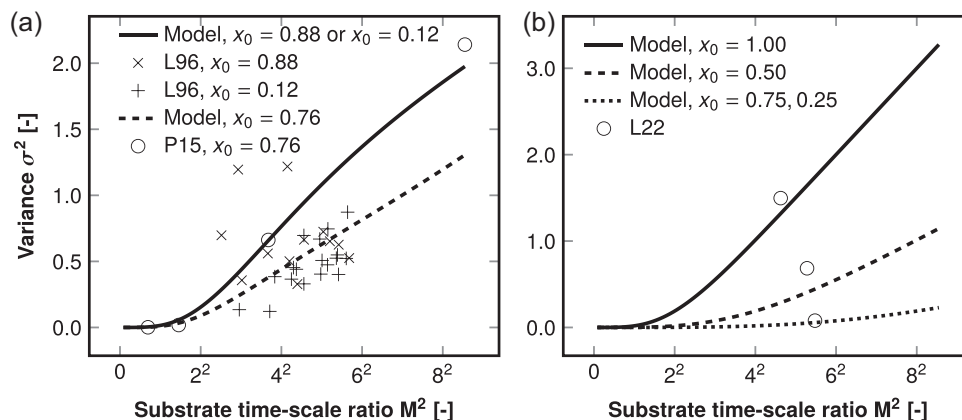 (a)
Model, x₀ = 0.88 or x₀ = 0.12
L96, x₀ = 0.88
L96, x₀ = 0.12
Model, x₀ = 0.76
P15, x₀ = 0.76
Variance σ² [-]
2.0
1.5
1.0
0.5
0.0
0 2² 4² 6² 8²
Substrate time-scale ratio M² [-]
(b)
Model, x₀ = 1.00
Model, x₀ = 0.50
Model, x₀ = 0.75, 0.25
L22
3.0
2.0
1.0
0.0
0 2² 4² 6² 8²
Substrate time-scale ratio M² [-]